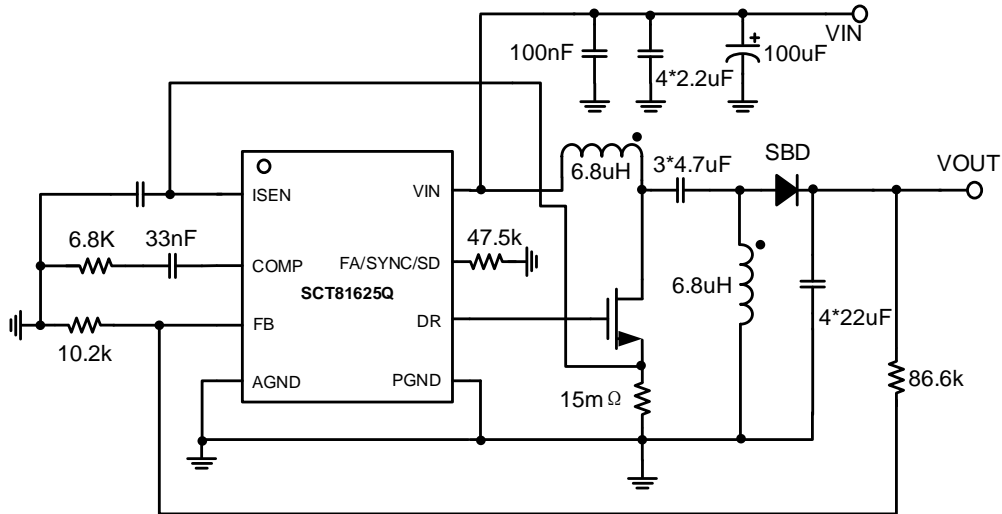 VIN
100nF
4*2.2uF
100uF
6.8uH
3*4.7uF
SBD
VOUT
ISEN
VIN
6.8K
33nF
47.5k
COMP
FA/SYNC/SD
SCT81625Q
6.8uH
4*22uF
FB
DR
10.2k
86.6k
AGND
PGND
15mΩ